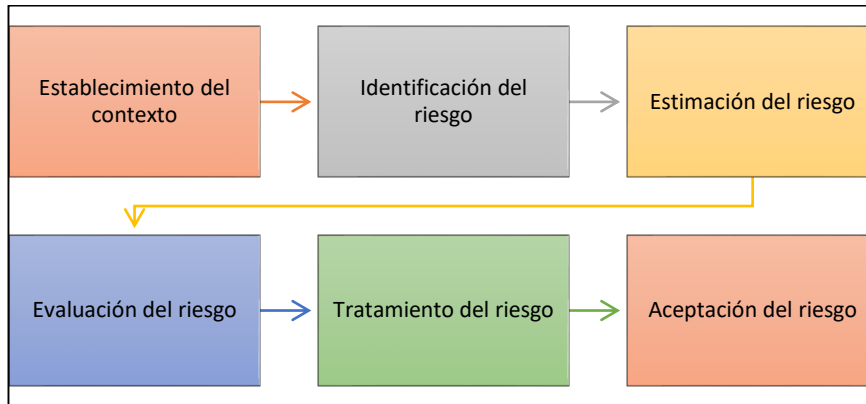 Establecimiento del
contexto
Identificación del
riesgo
Estimación del riesgo
Evaluación del riesgo
Tratamiento del riesgo
Aceptación del riesgo